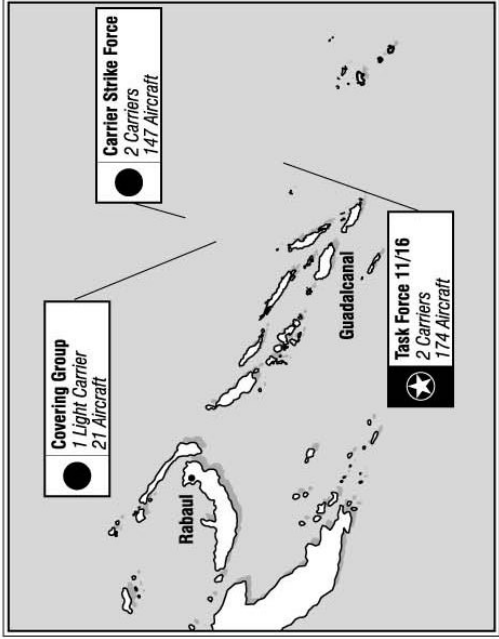 Covering Group
1 Light Carrier
21 Aircraft
Carrier Strike Force
2 Carriers
147 Aircraft
Rabaul
Guadalcanal
Task Force 11/16
2 Carriers
174 Aircraft